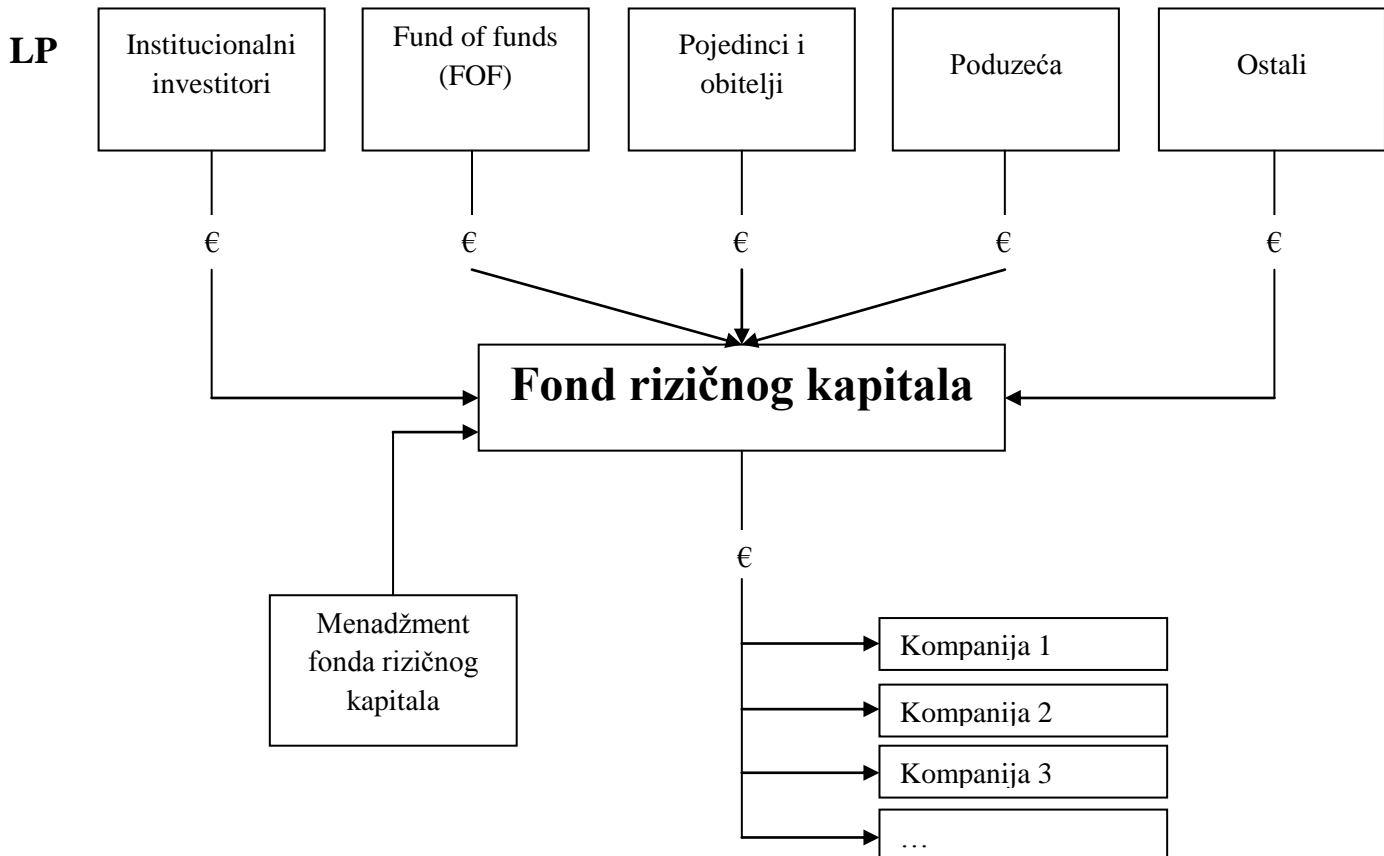 LP
Institucionalni
investitori
Fund of funds
(FOF)
Pojedinci i
obitelji
Poduzeća
Ostali
€
€
€
€
€
Fond rizičnog kapitala
€
Menadžment
fonda rizičnog
kapitala
Kompanija 1
Kompanija 2
Kompanija 3
…